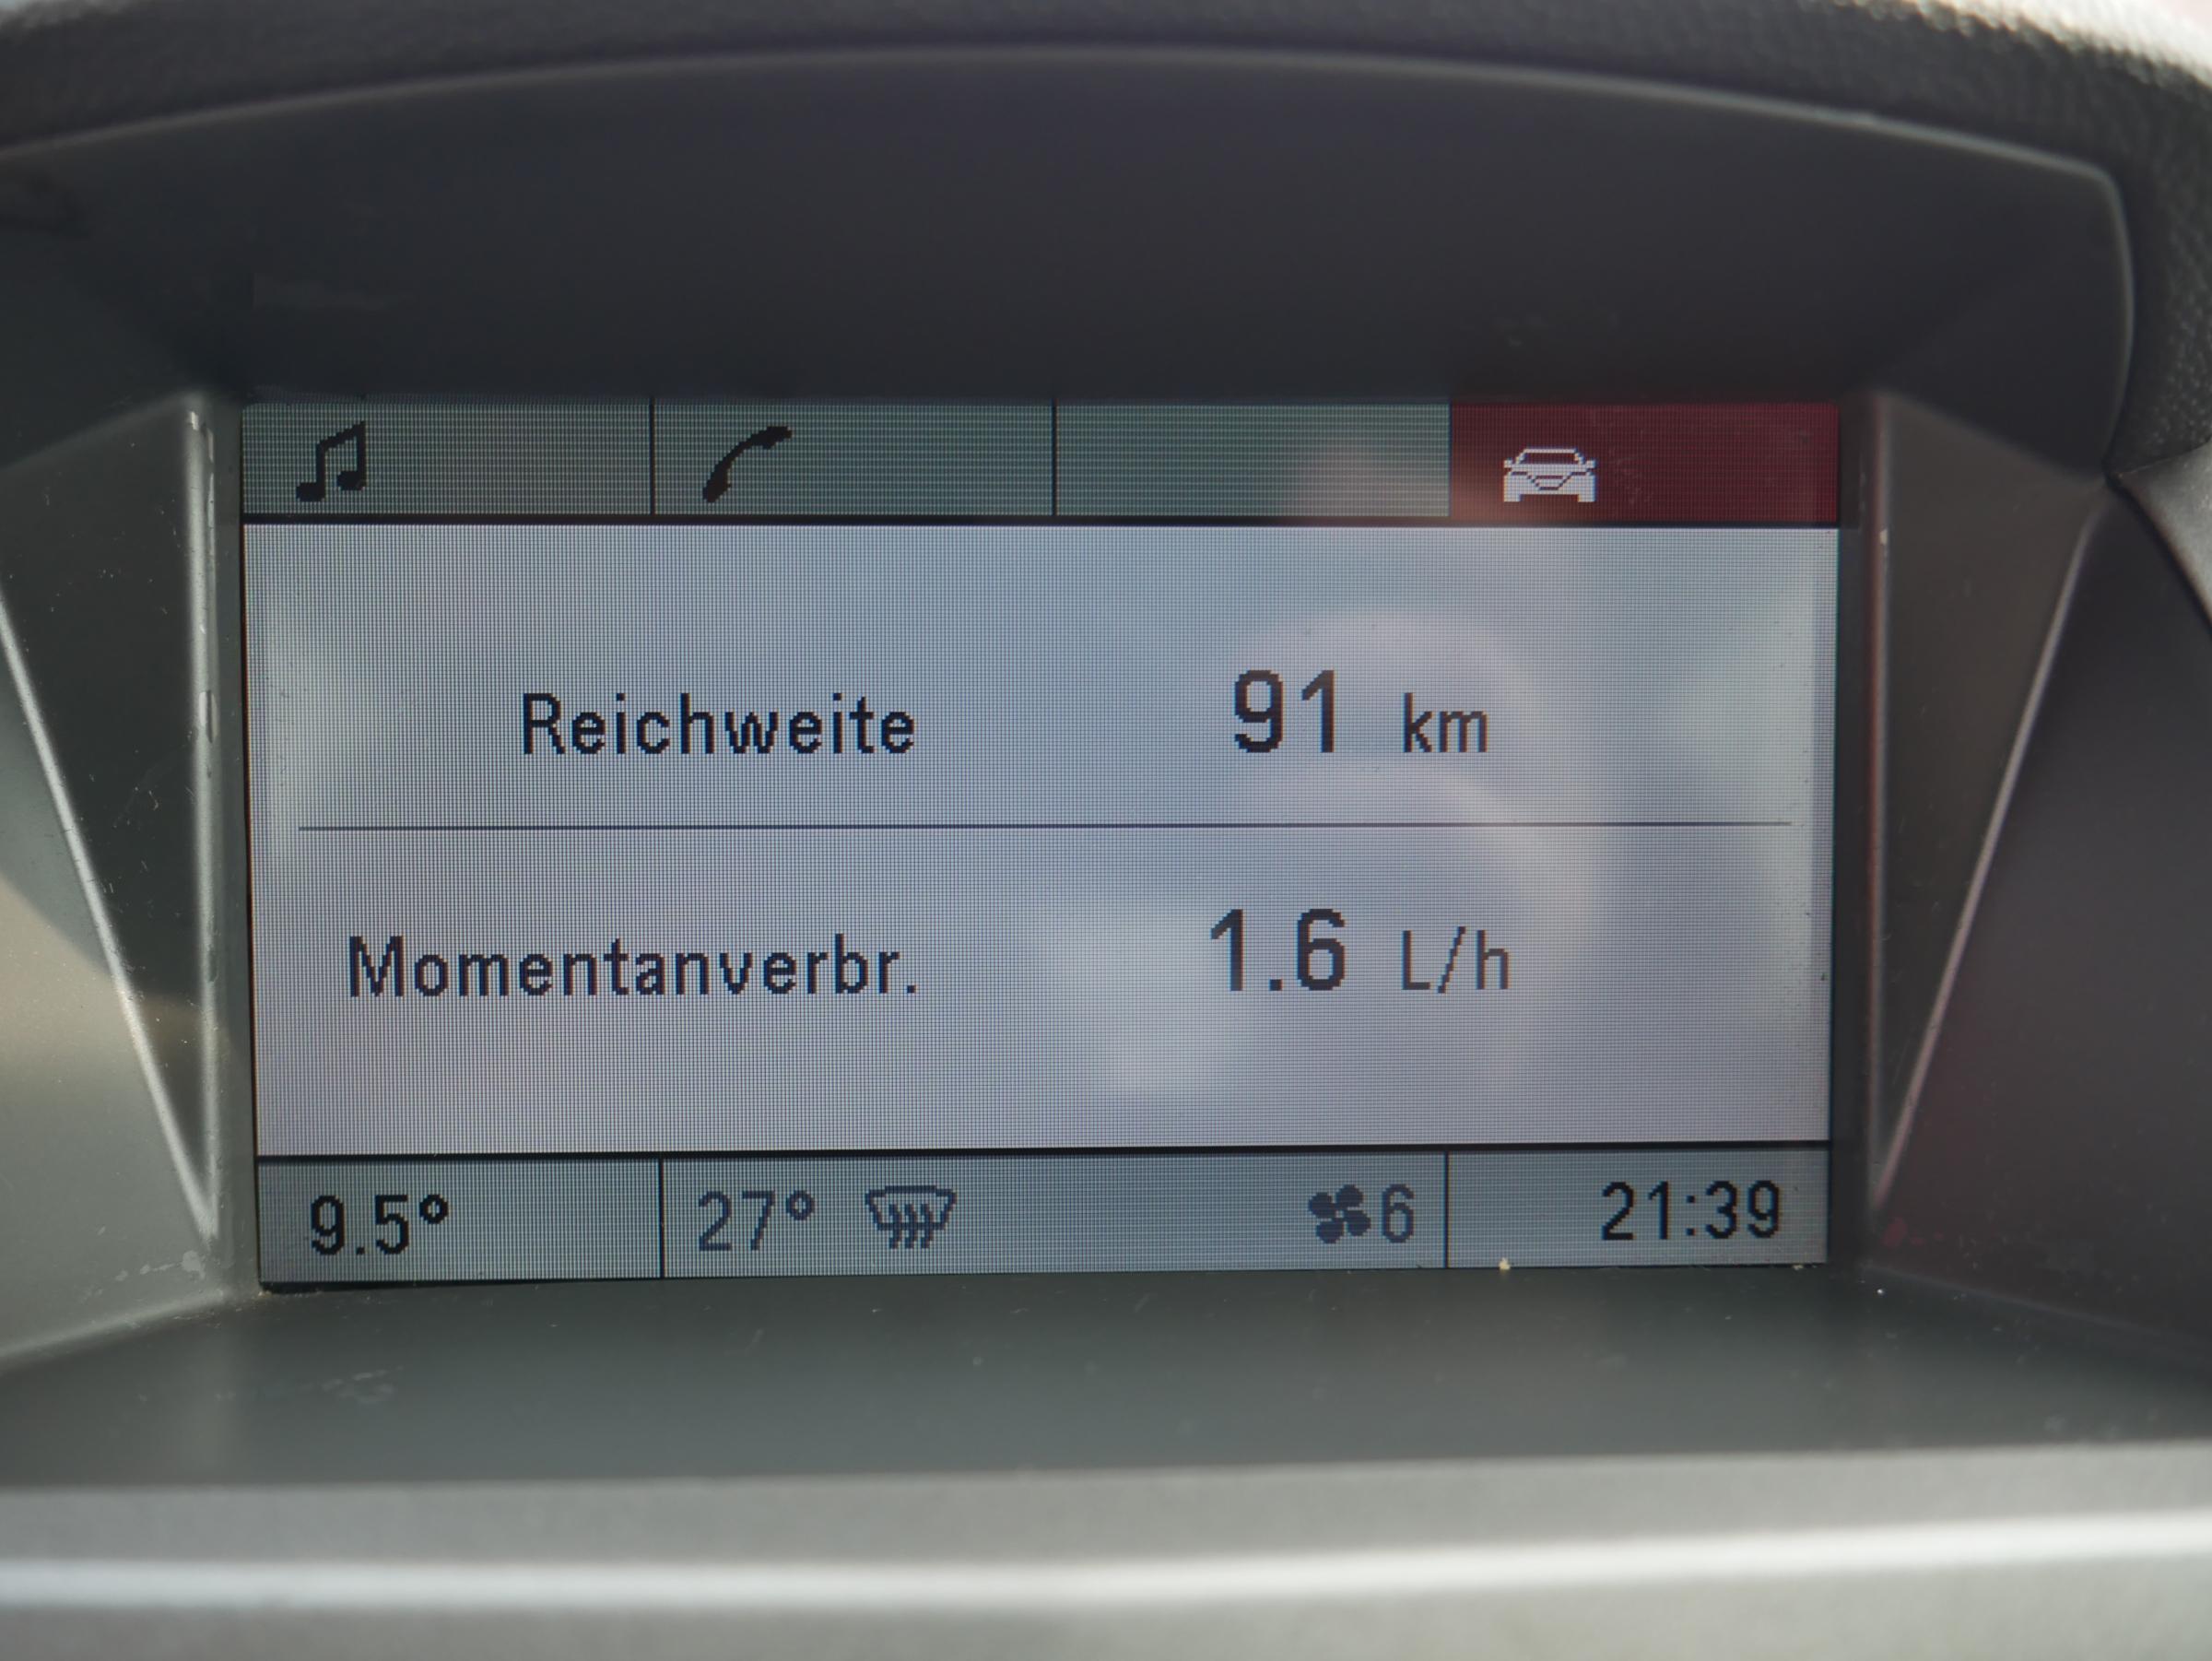 Reichweite 91 km
Momentanverbr. 1.6 L/h
9.5° 27° 6 21:39